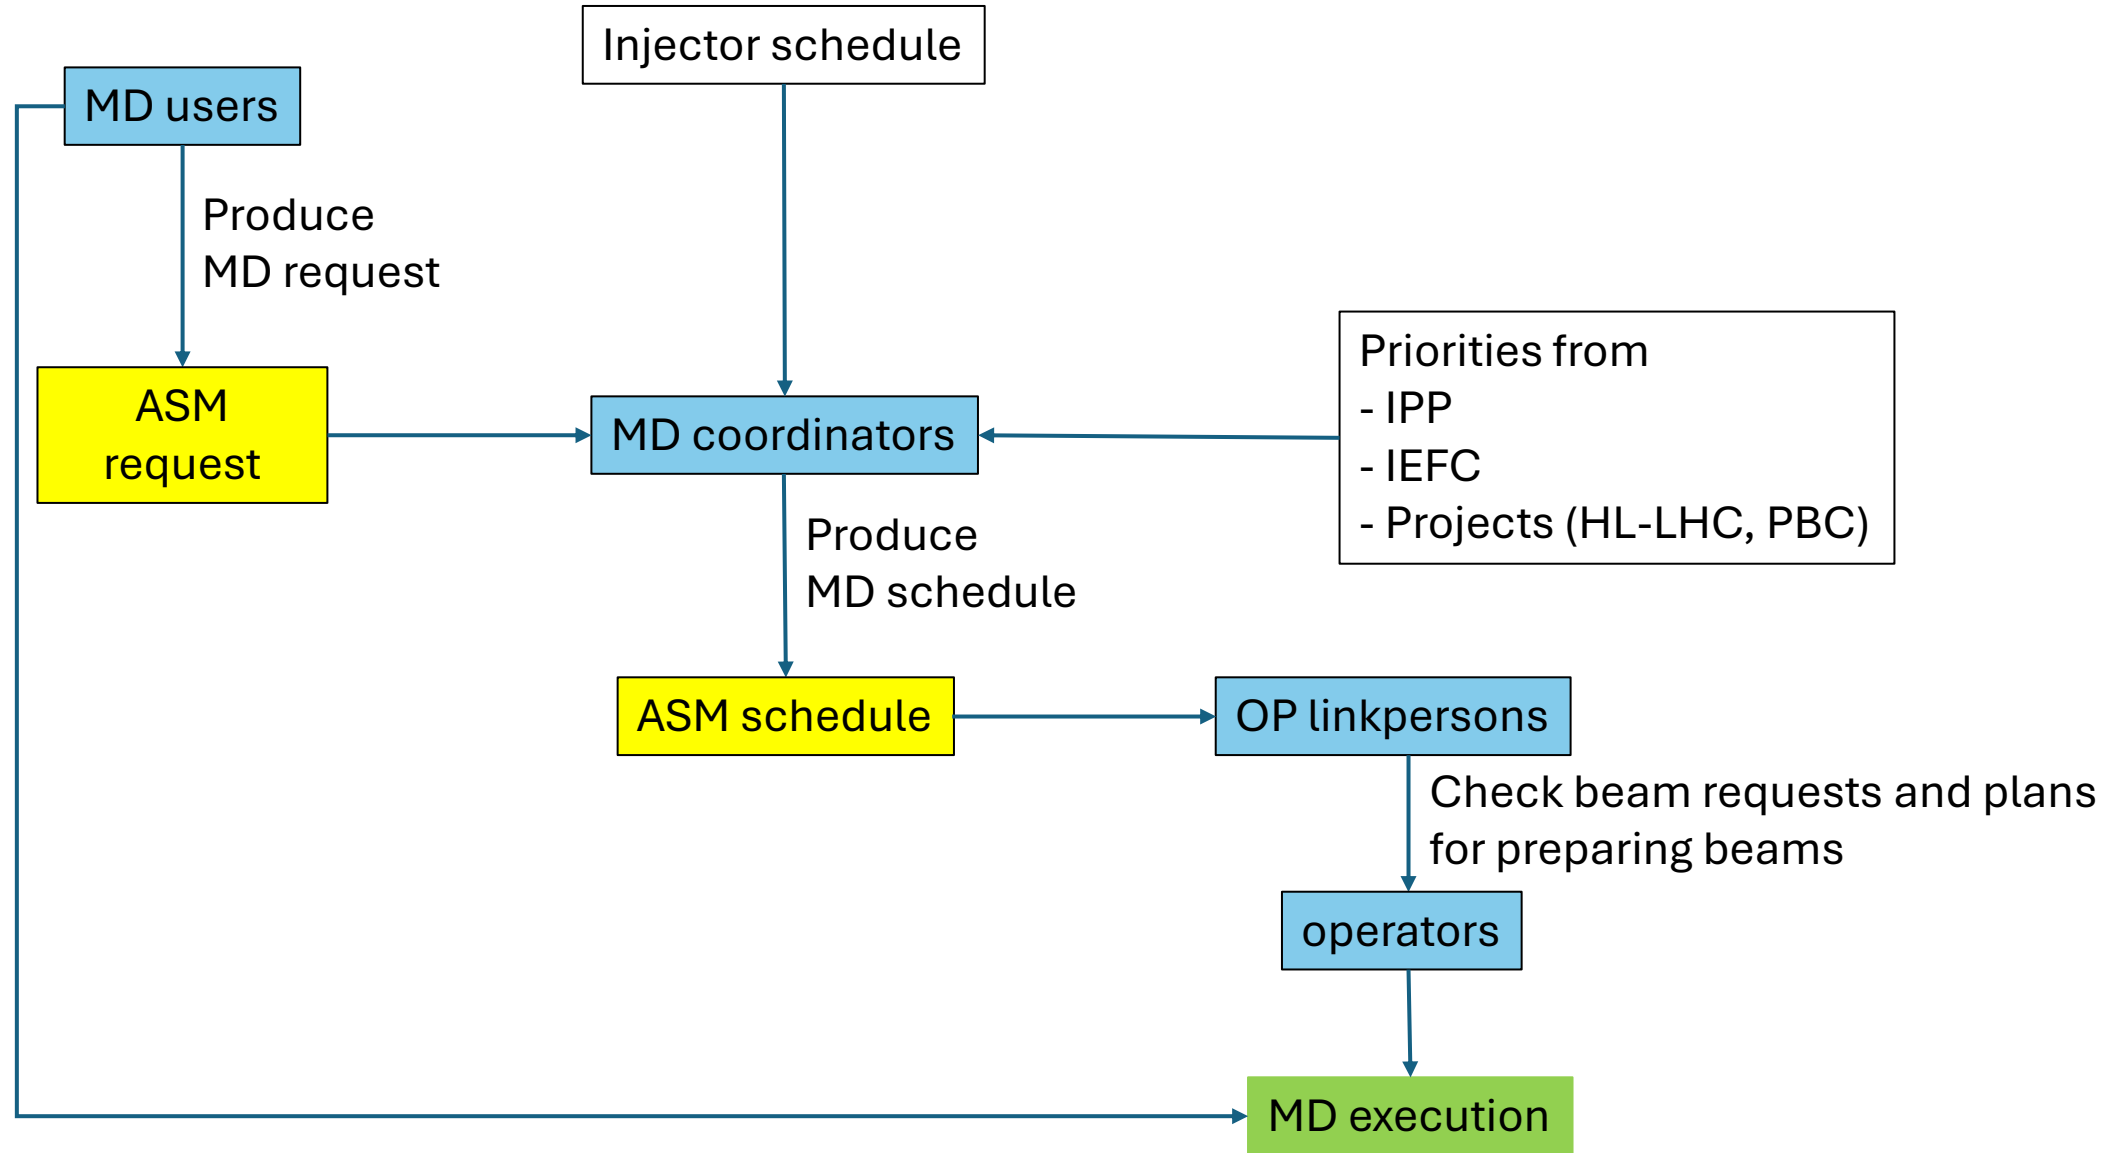 Injector schedule
MD users
Produce
MD request
Priorities from
- IPP
- IEFC
- Projects (HL-LHC, PBC)
ASM
request
MD coordinators
Produce
MD schedule
ASM schedule
OP linkpersons
Check beam requests and plans
for preparing beams
operators
MD execution